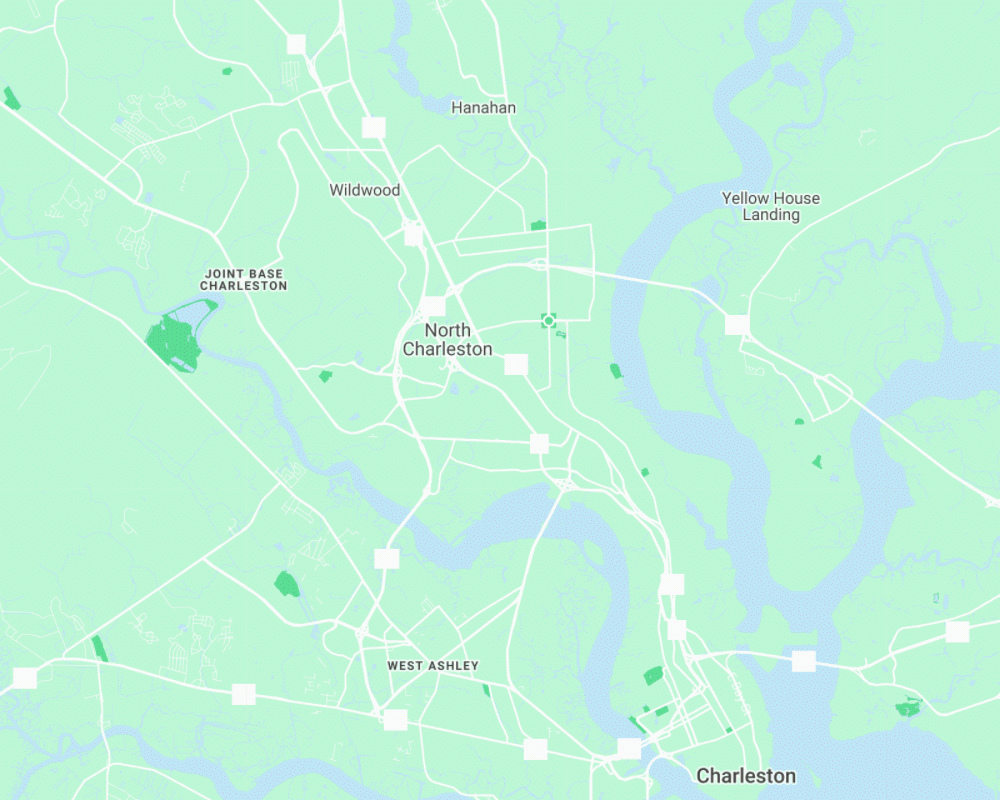 Hanahan
Wildwood
Yellow House
Landing
JOINT BASE
CHARLESTON
North
Charleston
WEST ASHLEY
Charleston